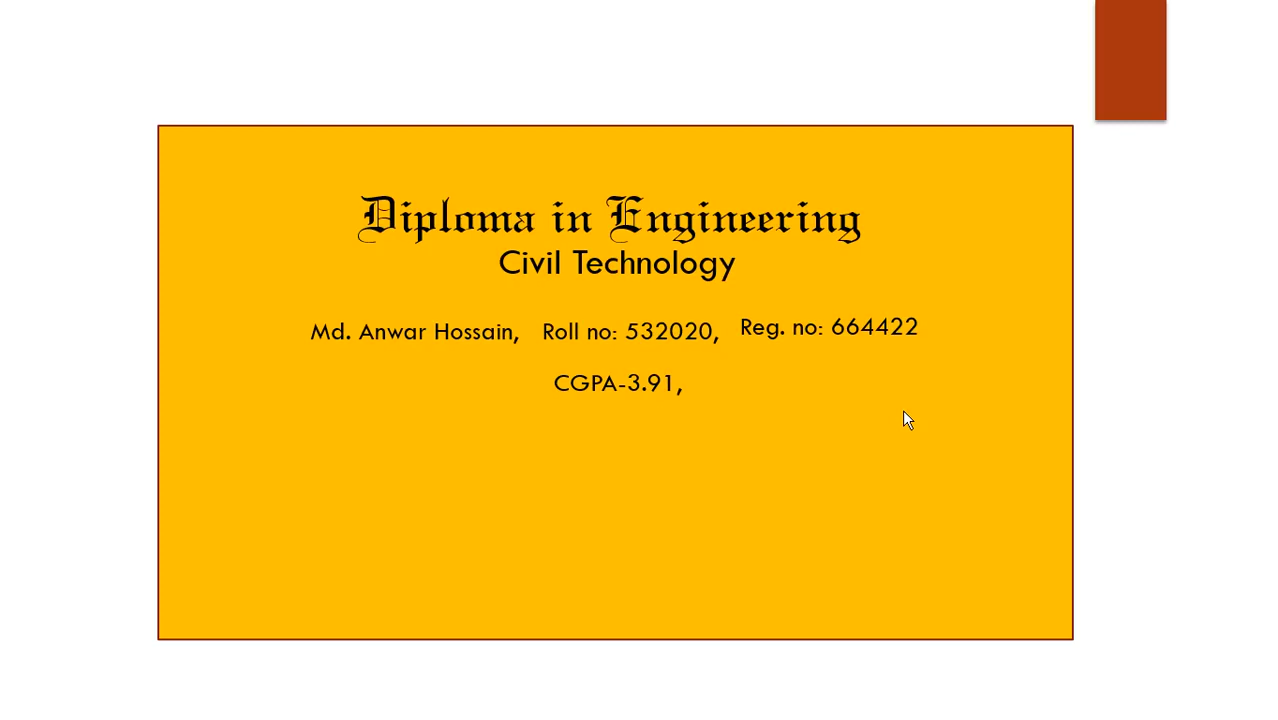 Diploma in Engineering
Civil Technology
Md. Anwar Hossain, Roll no: 532020, Reg. no: 664422
CGPA-3.91,